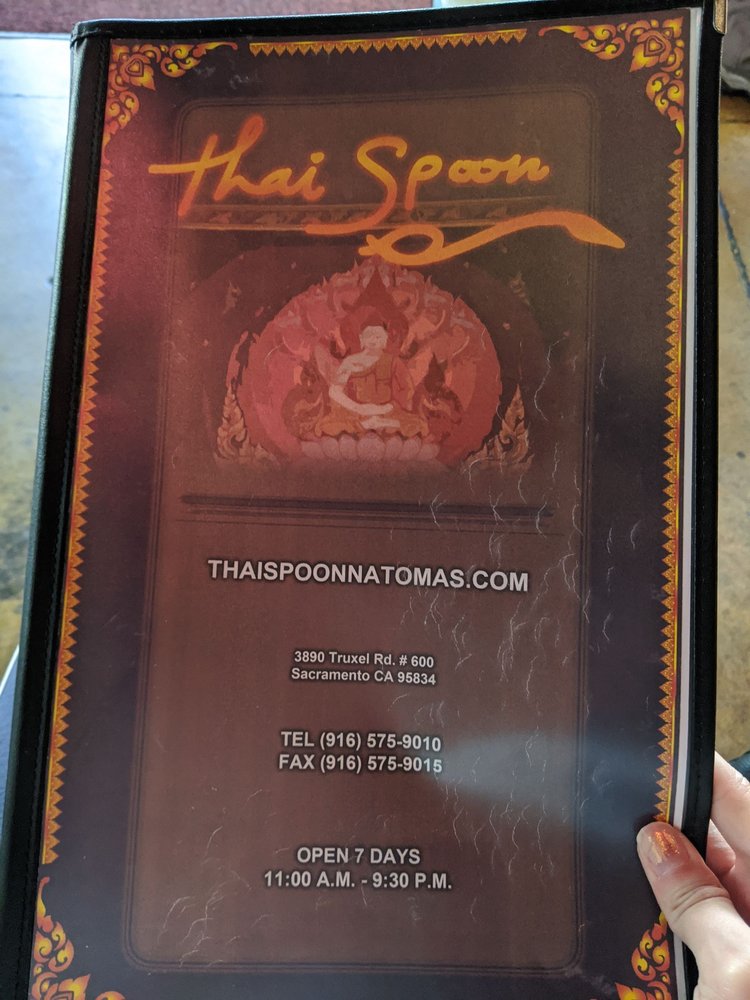 thai Spoon
THAISPOONNATOMAS.COM
3890 Truxel Rd. # 600
Sacramento CA 95834
TEL (916) 575-9010
FAX (916) 575-9015
OPEN 7 DAYS
11:00 A.M. - 9:30 P.M.